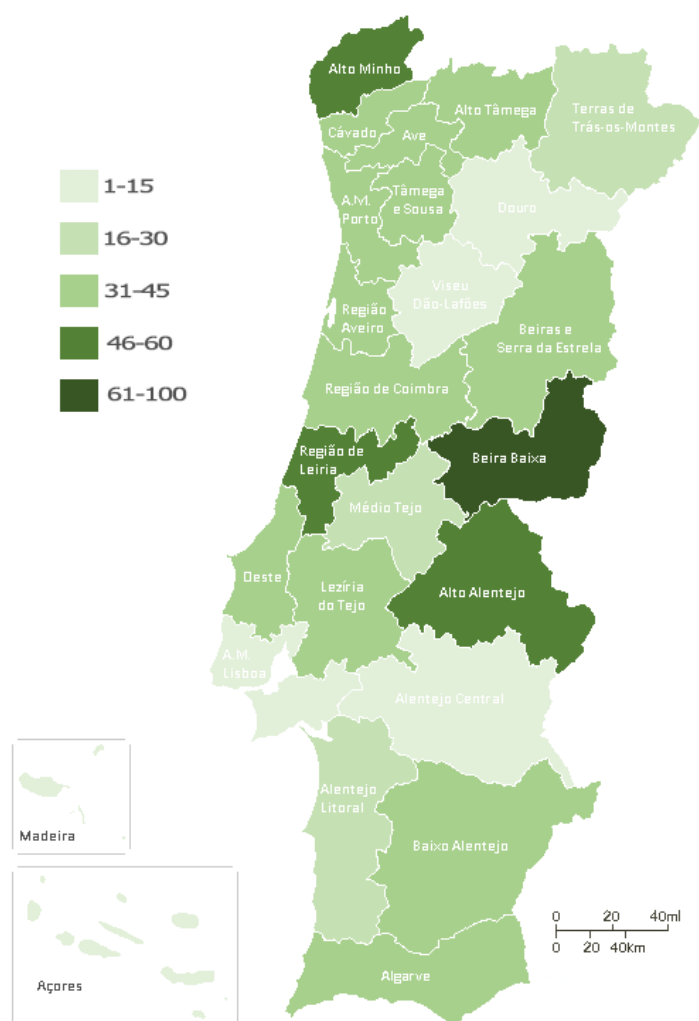 Alto Minho
Terras de
Trás-os-Montes
Alto Tâmega
Cávado
Ave
1-15
A.M.
Porto
Tâmega
e Sousa
Douro
16-30
31-45
Viseu
Dão-Lafões
Região
Aveiro
Beiras e
Serra da Estrela
46-60
61-100
Região de Coimbra
Região de
Leiria
Beira Baixa
Médio Tejo
Oeste
Lezíria
do Tejo
Alto Alentejo
A.M.
Lisboa
Alentejo Central
Alentejo
Litoral
Madeira
Baixo Alentejo
0 20 40ml
0 20 40km
Algarve
Açores